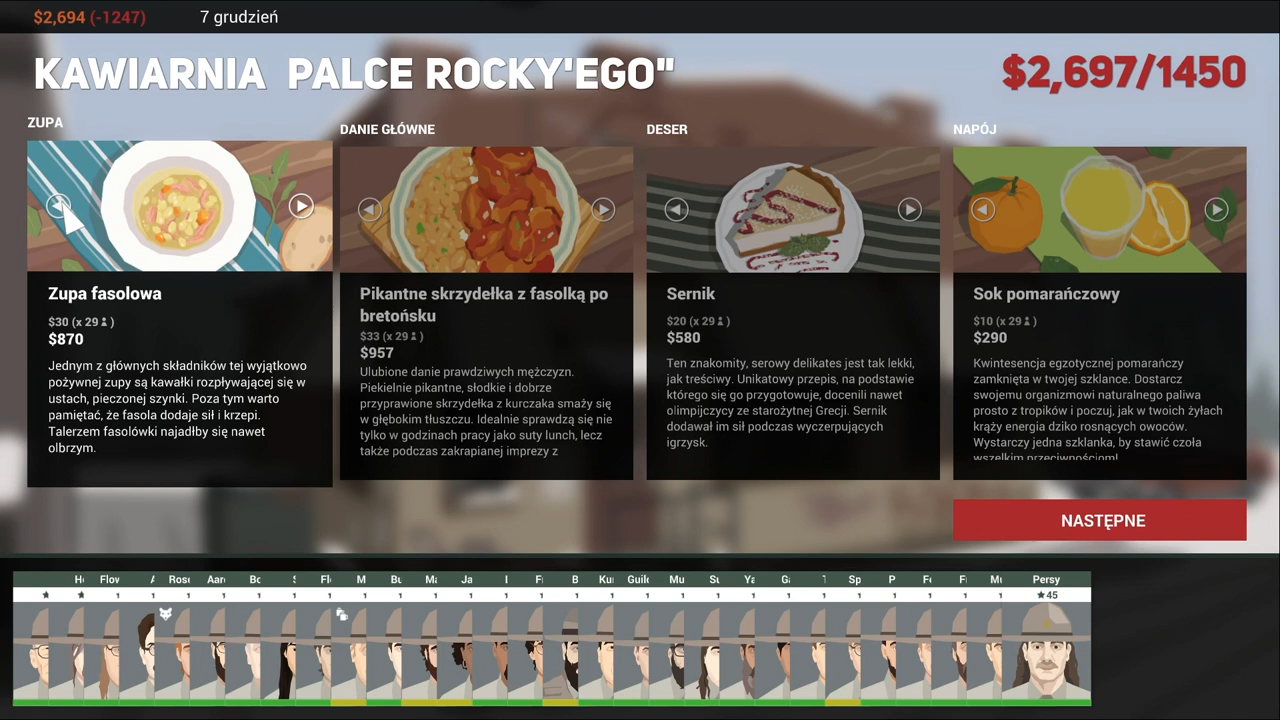 $2,694 (-1247) 7 grudzień
KAWIARNIA PALCE ROCKY'EGO"
$2,697/1450
ZUPA
DANIE GŁÓWNE
DESER
NAPÓJ
Zupa fasolowa
$30 (x 29)
$870
Jednym z głównych składników tej wyjątkowo
pożywnej zupy są kawałki rozpływającej się w
ustach, pieczonej szynki. Poza tym warto
pamiętać, że fasola dodaje sił i krzepi.
Talerzem fasolówki najadłby się nawet
olbrzym.
Pikantne skrzydełka z fasolką po
bretońsku
$33 (x 29)
$957
Ulubione danie prawdziwych mężczyzn.
Piekielnie pikantne, słodkie i dobrze
przyprawione skrzydełka z kurczaka smaży się
w głębokim tłuszczu. Idealnie sprawdzą się nie
tylko w godzinach pracy jako suty lunch, lecz
także podczas zakrapianej imprezy z
Sernik
$20 (x 29)
$580
Ten znakomity, serowy delikates jest tak lekki,
jak treściwy. Unikatowy przepis, na podstawie
którego się go przygotowuje, docenili nawet
olimpijczycy ze starożytnej Grecji. Sernik
dodawał im sił podczas wyczerpujących
igrzysk.
Sok pomarańczowy
$10 (x 29)
$290
Kwintesencja egzotycznej pomarańczy
zamknięta w twojej szklance. Dostarcz
swojemu organizmowi naturalnego paliwa
prosto z tropików i poczuj, jak w twoich żyłach
krąży energia dziko rosnących owoców.
Wystarczy jedna szklanka, by stawić czoła
wszelkim przeciwnościom!
NASTĘPNE
Persy
★45